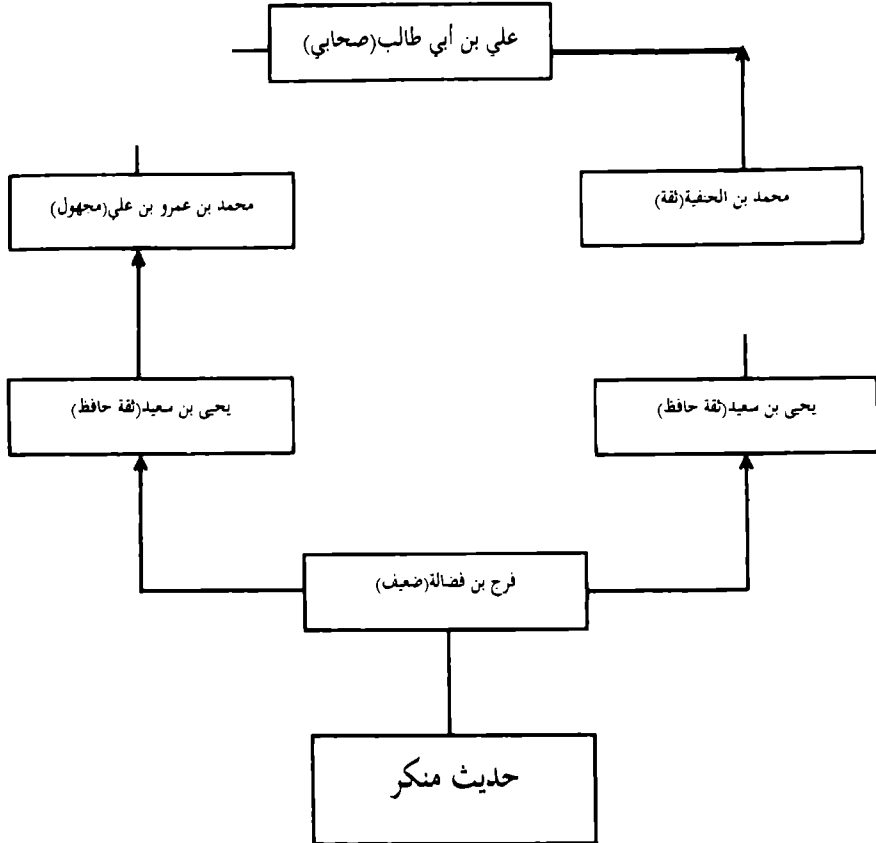 علي بن أبي طالب(صحابي)
محمد بن الحنفية(ثقة)
محمد بن عمرو بن علي(مجهول)
يحيى بن سعيد(ثقة حافظ)
يحيى بن سعيد(ثقة حافظ)
فرج بن فضالة(ضعيف)
حديث منكر